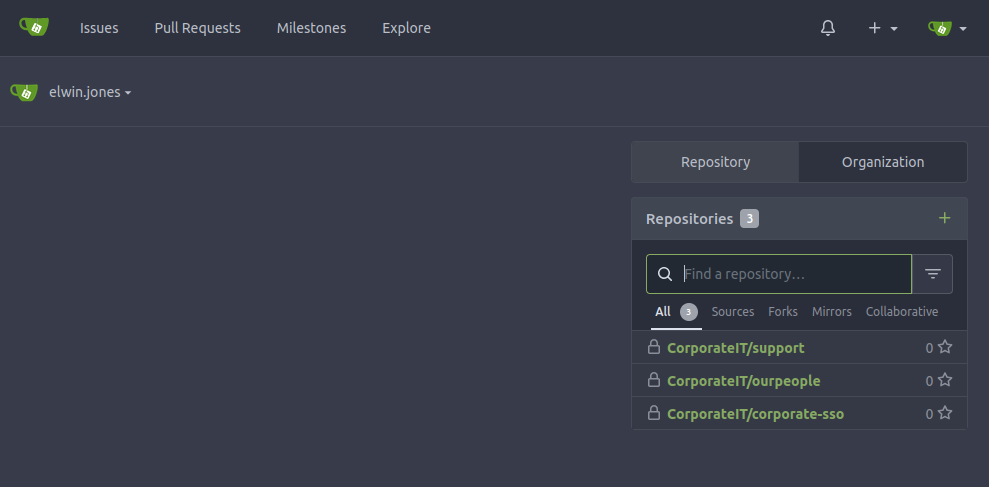 Issues Pull Requests Milestones Explore
elwin.jones
Repository Organization
Repositories 3
Find a repository...
All 3 Sources Forks Mirrors Collaborative
CorporateIT/support 0
CorporateIT/ourpeople 0
CorporateIT/corporate-sso 0